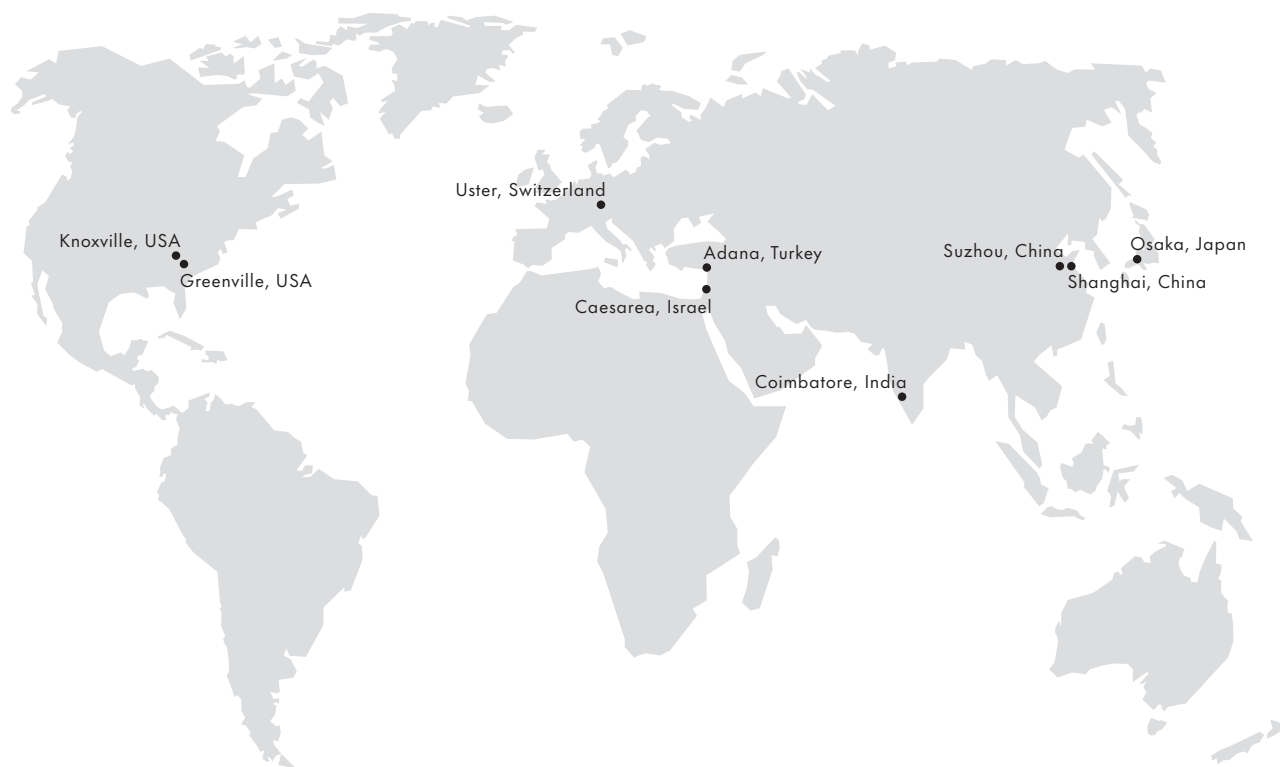 Uster, Switzerland
Knoxville, USA
Osaka, Japan
Suzhou, China
Adana, Turkey
Greenville, USA
Shanghai, China
Caesarea, Israel
Coimbatore, India